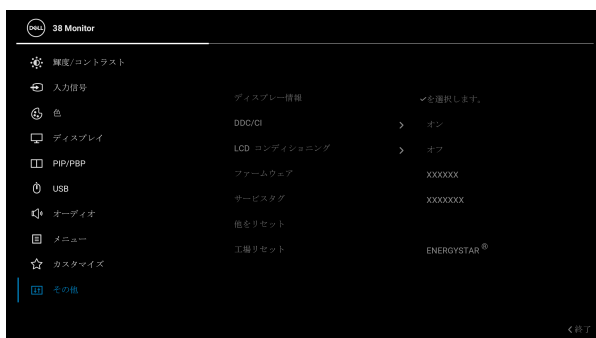 DELL 38 Monitor
輝度/コントラスト
入力信号
色
ディスプレイ
PIP/PBP
USB
オーディオ
メニュー
カスタマイズ
その他
ディスプレー情報 ✓を選択します。
DDC/CI オン
LCD コンディショニング オフ
ファームウェア XXXXXX
サービスタグ XXXXXXX
他をリセット
工場リセット ENERGYSTAR®
終了